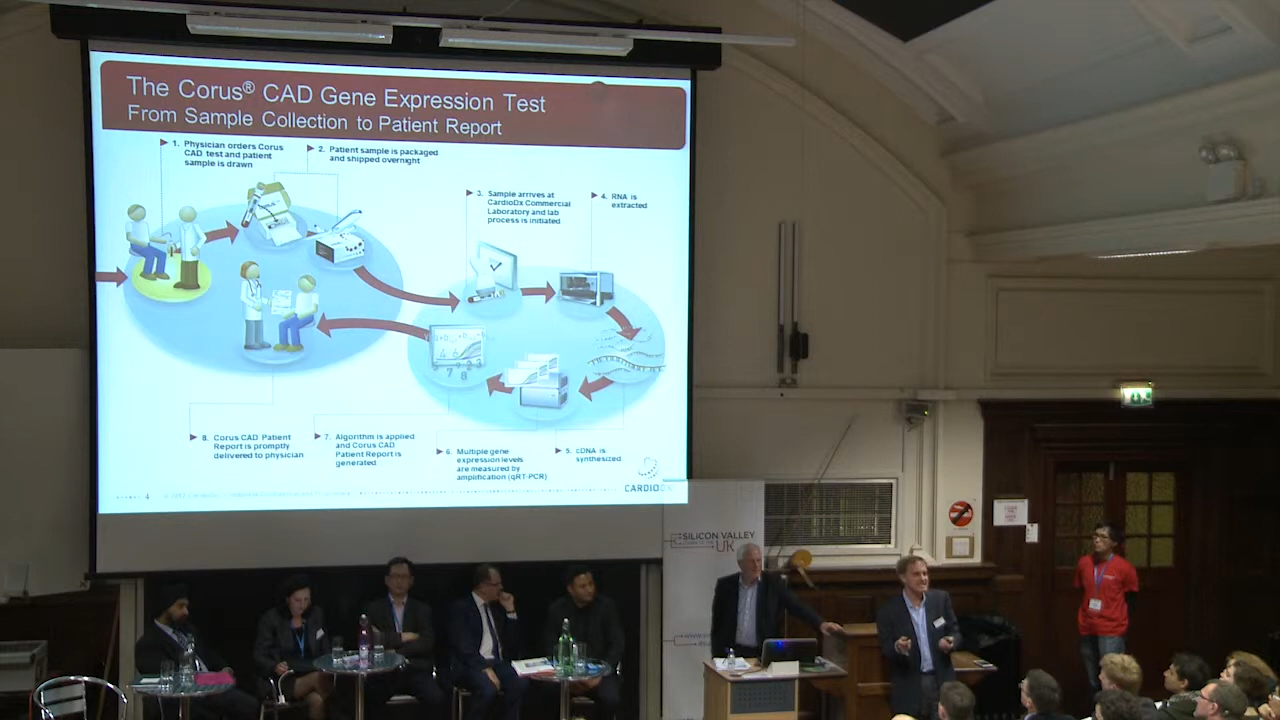 The Corus® CAD Gene Expression Test
From Sample Collection to Patient Report
1. Physician orders Corus
CAD test and patient
sample is drawn
2. Patient sample is packaged
and shipped overnight
3. Sample arrives at
CardioDx Commercial
Laboratory and lab
process is initiated
4. RNA is
extracted
8. Corus CAD Patient
Report is promptly
delivered to physician
7. Algorithm is applied
and Corus CAD
Patient Report is
generated
6. Multiple gene
expression levels
are measured by
amplification (qRT-PCR)
5. cDNA is
synthesized
4
CARDIODX
SILICON VALLEY
UK